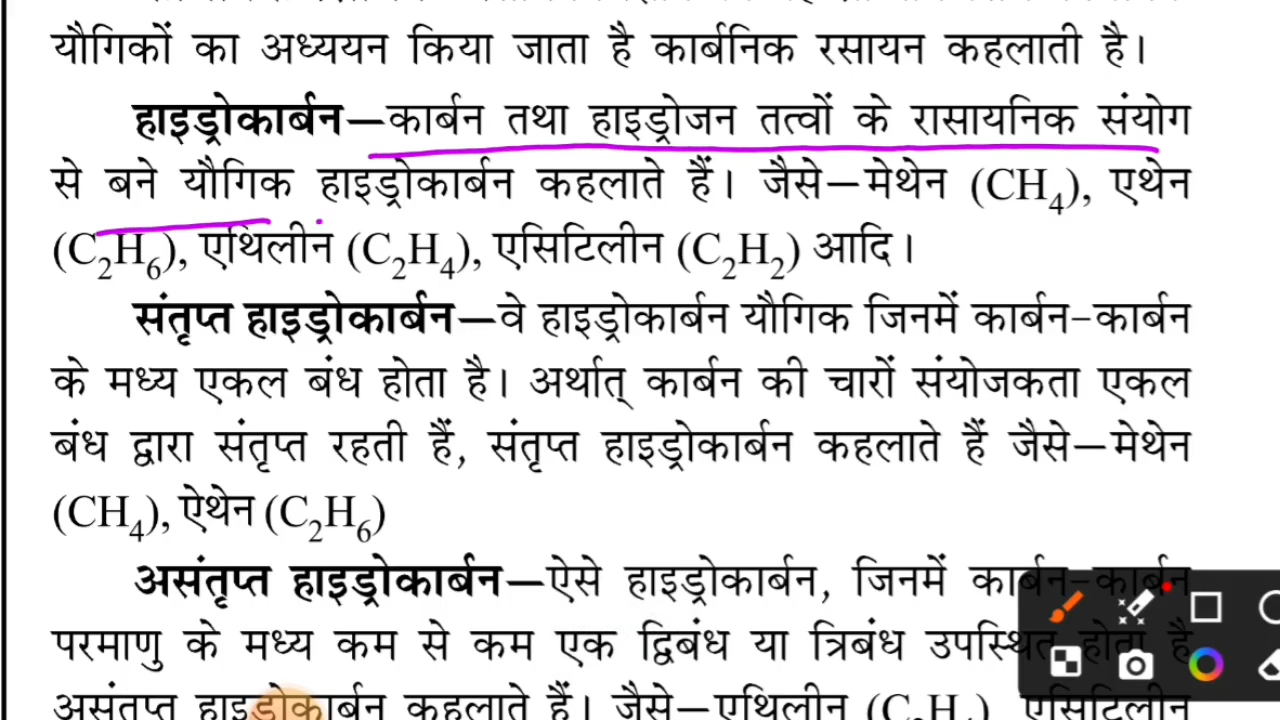 यौगिकों का अध्ययन किया जाता है कार्बनिक रसायन कहलाती है।
हाइड्रोकार्बन—कार्बन तथा हाइड्रोजन तत्वों के रासायनिक संयोग
से बने यौगिक हाइड्रोकार्बन कहलाते हैं। जैसे—मेथेन (CH₄), एथेन
(C₂H₆), एथिलीन (C₂H₄), एसिटिलीन (C₂H₂) आदि।
संतृप्त हाइड्रोकार्बन—वे हाइड्रोकार्बन यौगिक जिनमें कार्बन-कार्बन
के मध्य एकल बंध होता है। अर्थात् कार्बन की चारों संयोजकता एकल
बंध द्वारा संतृप्त रहती हैं, संतृप्त हाइड्रोकार्बन कहलाते हैं जैसे—मेथेन
(CH₄), ऐथेन (C₂H₆)
असंतृप्त हाइड्रोकार्बन—ऐसे हाइड्रोकार्बन, जिनमें कार्बन-कार्बन
परमाणु के मध्य कम से कम एक द्विबंध या त्रिबंध उपस्थित होता है
असंतृप्त हाइड्रोकार्बन कहलाते हैं। जैसे—एथिलीन एसिटिलीन